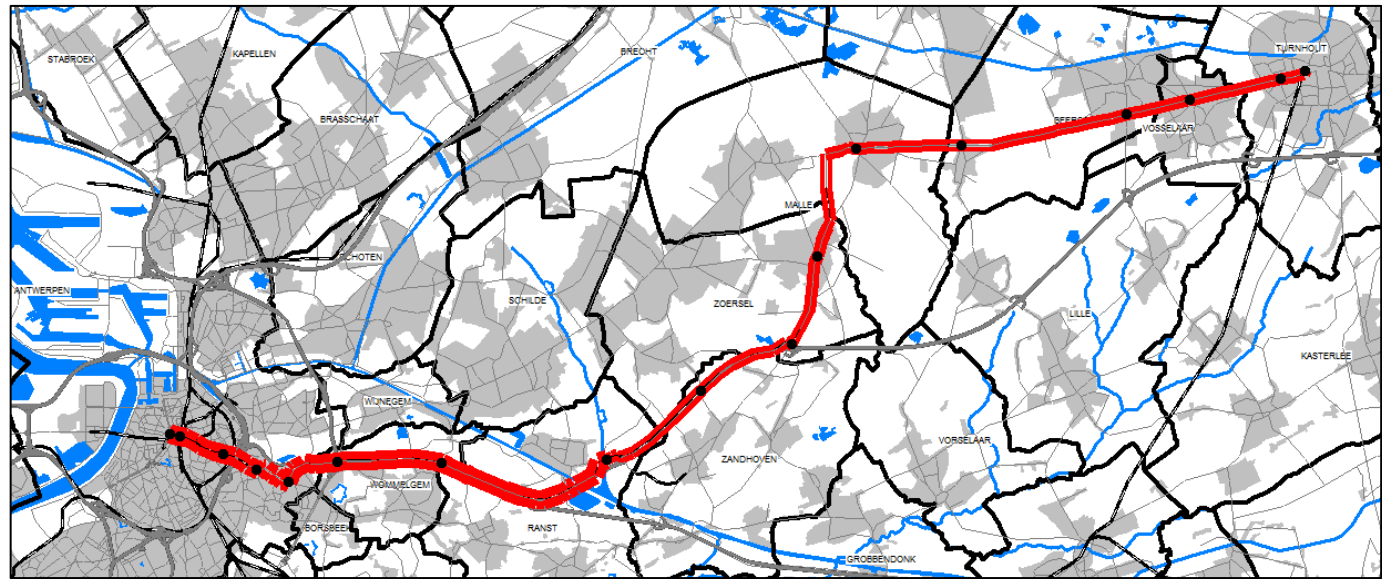 TURNHOUT
BRECHT
KAPELLEN
STABROEK
BRASSCHAAT
VOSSELAAR
MALLE
CHOTEN
ANTWERPEN
SCHILDE
ZOERSEL
LILLE
KASTERLEE
WIJNEGEM
VORSELAAR
ZANDHOVEN
WOMMELGEM
BORSBEEK
RANST
GROBBENDONK